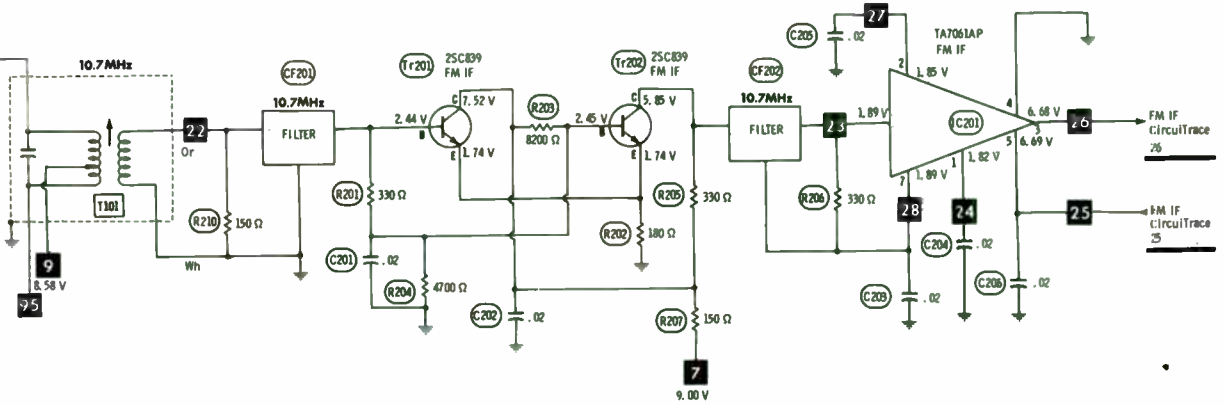 10.7MHz
T101
22
Or
Wh
R210
150 Ω
9
8.58 V
95
CF201
10.7MHz
FILTER
Tr201
2SC839
FM IF
2.44 V
B
C
7.52 V
E
1.74 V
R201
330 Ω
C201
.02
R204
4700 Ω
R203
8200 Ω
C202
.02
Tr202
2SC839
FM IF
2.45 V
B
C
5.85 V
E
1.74 V
R205
330 Ω
R202
180 Ω
R207
150 Ω
7
9.00 V
CF202
10.7MHz
FILTER
23
R206
330 Ω
C205
.02
27
TA7061AP
FM IF
2
1.85 V
1.89 V
IC201
4
6.68 V
3
5
6.69 V
1
1.82 V
7
1.89 V
28
24
C203
.02
C204
.02
C206
.02
26
FM IF
CircuiTrace
26
25
FM IF
CircuiTrace
25